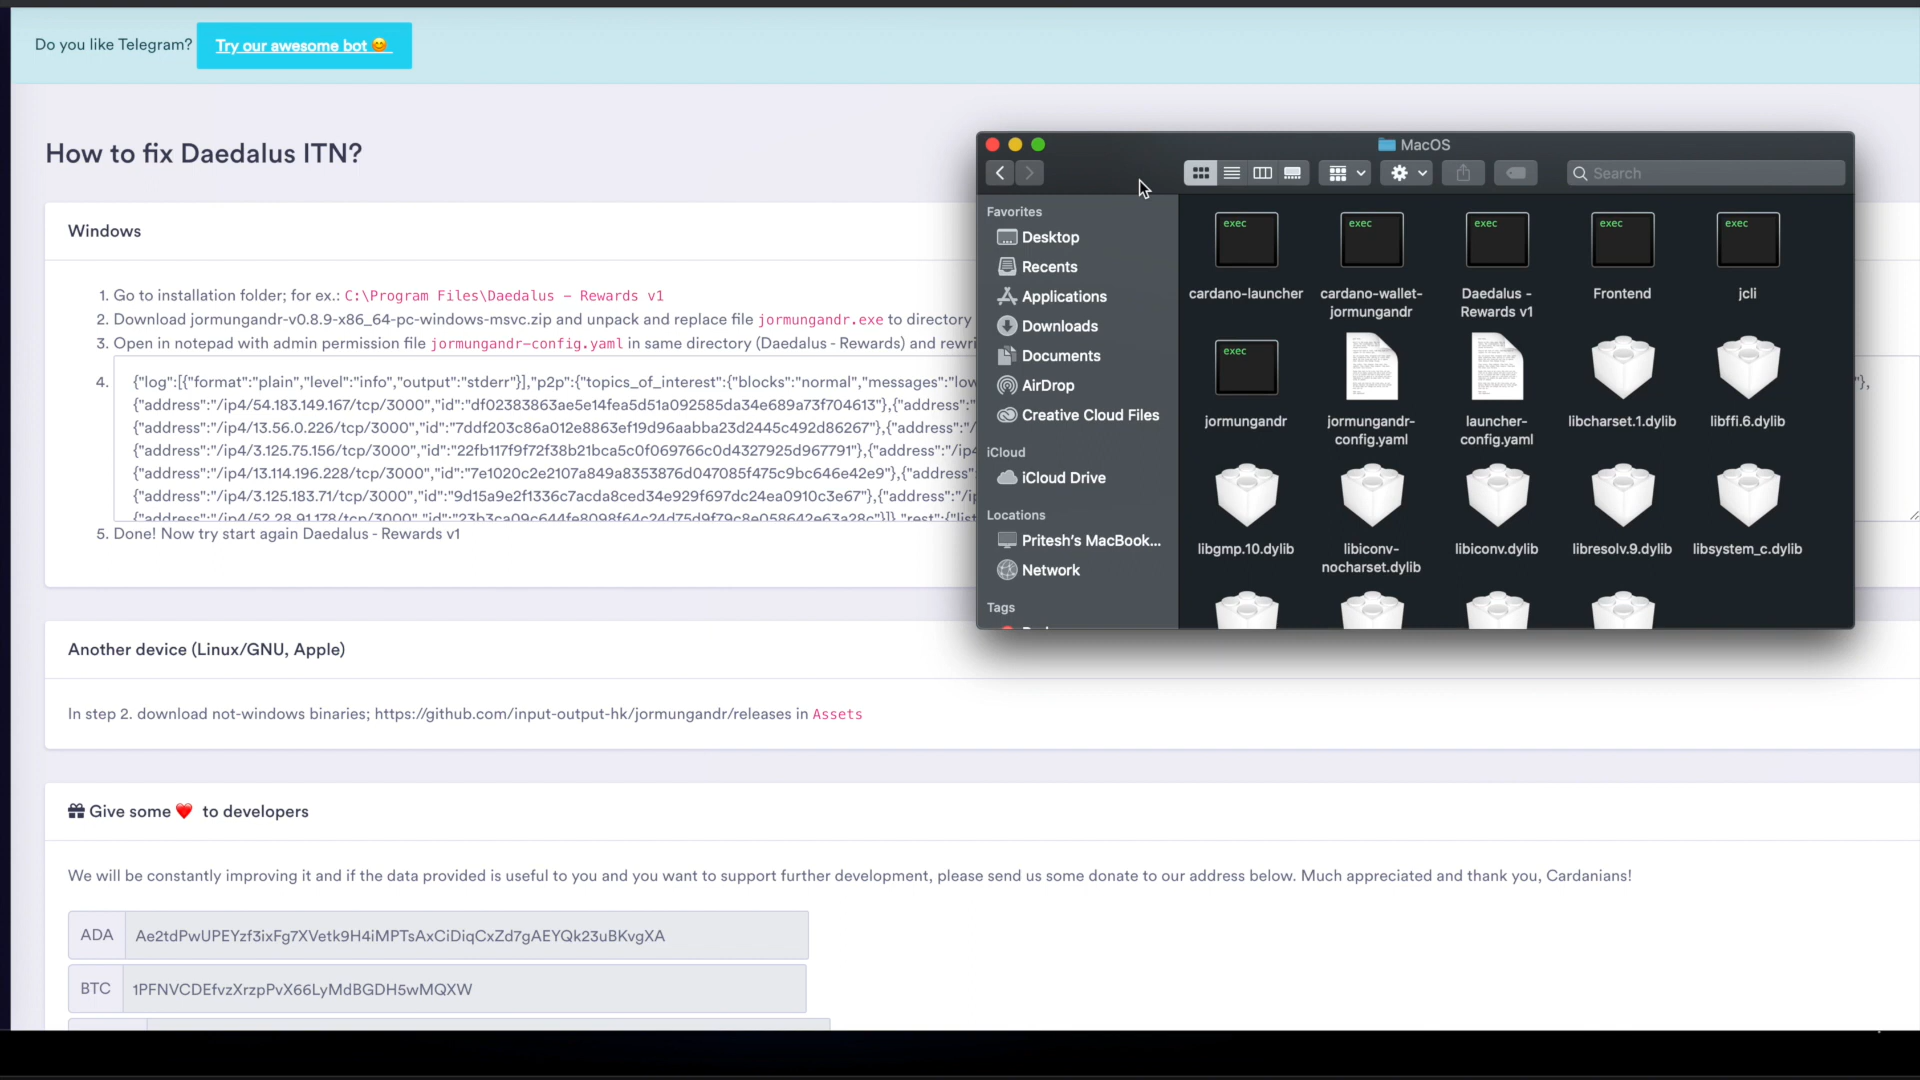 Do you like Telegram? Try our awesome bot 😊
How to fix Daedalus ITN?
Windows
1. Go to installation folder; for ex.: C:\Program Files\Daedalus - Rewards v1
2. Download jormungandr-v0.8.9-x86_64-pc-windows-msvc.zip and unpack and replace file jormungandr.exe to directory
3. Open in notepad with admin permission file jormungandr-config.yaml in same directory (Daedalus - Rewards) and rewri
4. {"log":[{"format":"plain","level":"info","output":"stderr"}],"p2p":{"topics_of_interest":{"blocks":"normal","messages":"low
{"address":"/ip4/54.183.149.167/tcp/3000","id":"df02383863ae5e14fea5d51a092585da34e689a73f704613"},{"address":"
{"address":"/ip4/13.56.0.226/tcp/3000","id":"7ddf203c86a012e8863ef19d96aabba23d2445c492d86267"},{"address":"/
{"address":"/ip4/3.125.75.156/tcp/3000","id":"22fb117f9f72f38b21bca5c0f069766c0d4327925d967791"},{"address":"/ip4
{"address":"/ip4/13.114.196.228/tcp/3000","id":"7e1020c2e2107a849a8353876d047085f475c9bc646e42e9"},{"address
{"address":"/ip4/3.125.183.71/tcp/3000","id":"9d15a9e2f1336c7acda8ced34e929f697dc24ea0910c3e67"},{"address":"/ip
{"address":"/ip4/52.28.91.178/tcp/3000","id":"23b3ca09c644fe8098f64c24d75d9f79c8e058642e63a28c"}],"rest":{"list
"},
5. Done! Now try start again Daedalus - Rewards v1
Another device (Linux/GNU, Apple)
In step 2. download not-windows binaries; https://github.com/input-output-hk/jormungandr/releases in Assets
Give some ❤️ to developers
We will be constantly improving it and if the data provided is useful to you and you want to support further development, please send us some donate to our address below. Much appreciated and thank you, Cardanians!
ADA Ae2tdPwUPEYzf3ixFg7XVetk9H4iMPTsAxCiDiqCxZd7gAEYQk23uBKvgXA
BTC 1PFNVCDEfvzXrzpPvX66LyMdBGDH5wMQXW
MacOS
Search
Favorites
Desktop
Recents
Applications
Downloads
Documents
AirDrop
Creative Cloud Files
iCloud
iCloud Drive
Locations
Pritesh's MacBook...
Network
Tags
exec exec exec exec exec
cardano-launcher cardano-wallet-jormungandr Daedalus - Rewards v1 Frontend jcli
exec
jormungandr jormungandr-config.yaml launcher-config.yaml libcharset.1.dylib libffi.6.dylib
libgmp.10.dylib libiconv-nocharset.dylib libiconv.dylib libresolv.9.dylib libsystem_c.dylib